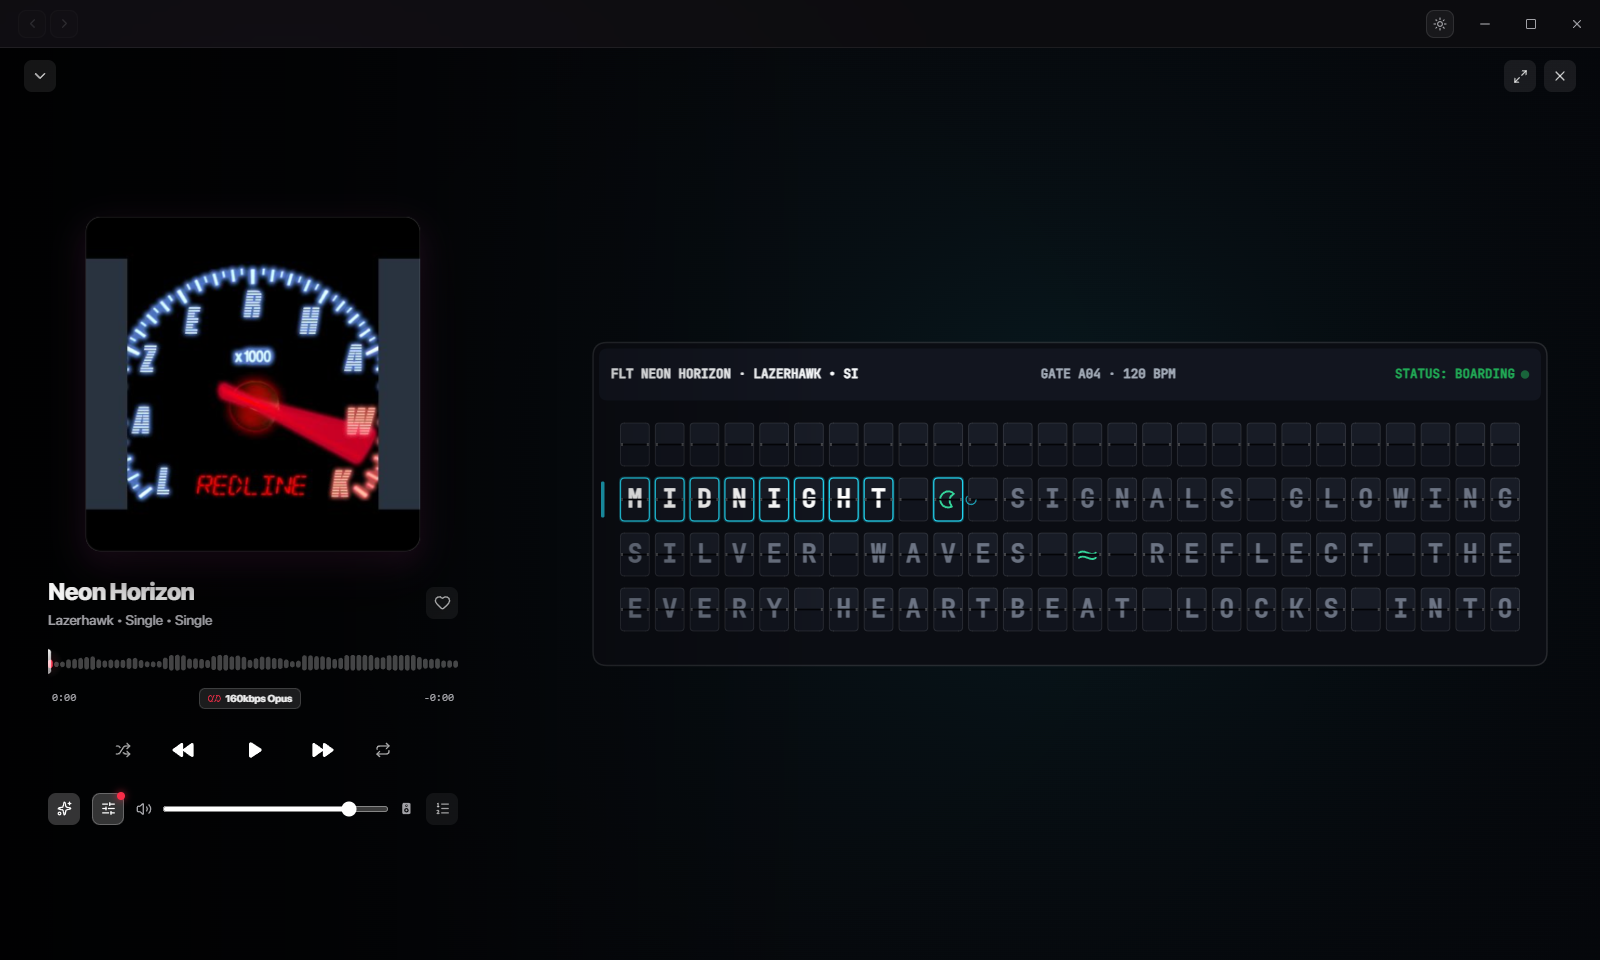 L A Z E R H A W K
x1000
REDLINE
Neon Horizon
Lazerhawk • Single • Single
0:00
160kbps Opus
-0:00
FLT NEON HORIZON · LAZERHAWK • SI
GATE A04 · 120 BPM
STATUS: BOARDING
MIDNIGHT SIGNALS GLOWING
SILVER WAVES ≈ REFLECT THE
EVERY HEARTBEAT LOCKS INTO